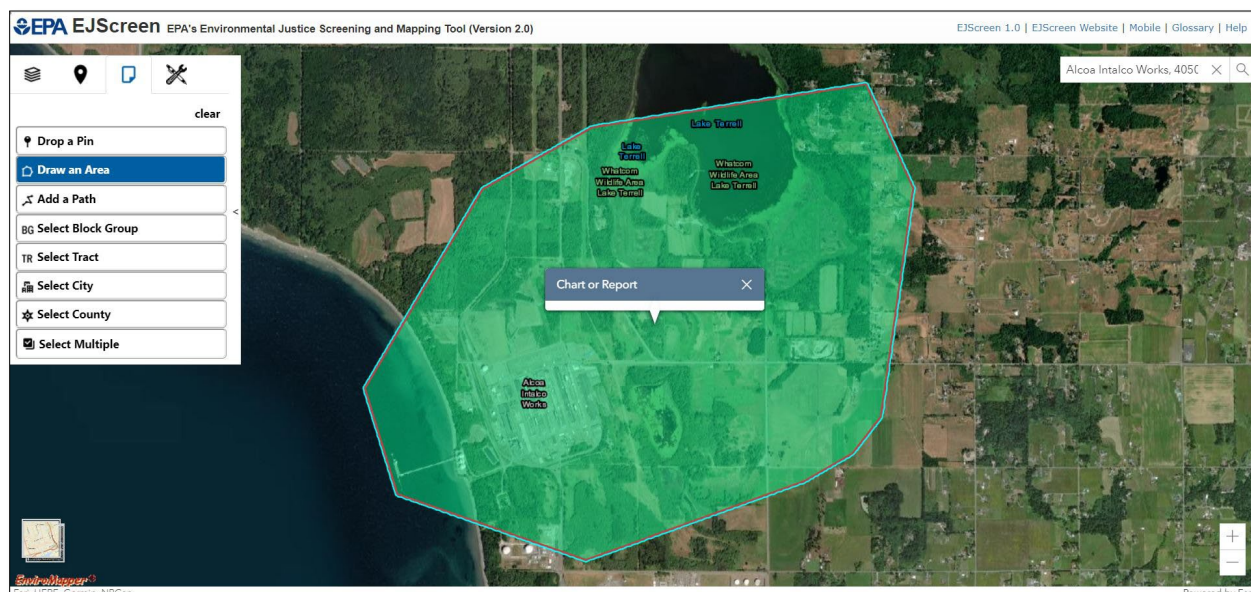 EPA EJScreen EPA's Environmental Justice Screening and Mapping Tool (Version 2.0)
EJScreen 1.0 | EJScreen Website | Mobile | Glossary | Help
Alcoa Intalco Works, 405
clear
Drop a Pin
Draw an Area
Add a Path
<
BG Select Block Group
TR Select Tract
Select City
Select County
Select Multiple
Lake Terrell
Lake
Terrell
Whatcom
Wildlife Area
Lake Terrell
Whatcom
Wildlife Area
Lake Terrell
Chart or Report
Alcoa
Intalco
Works
EnviroMapper